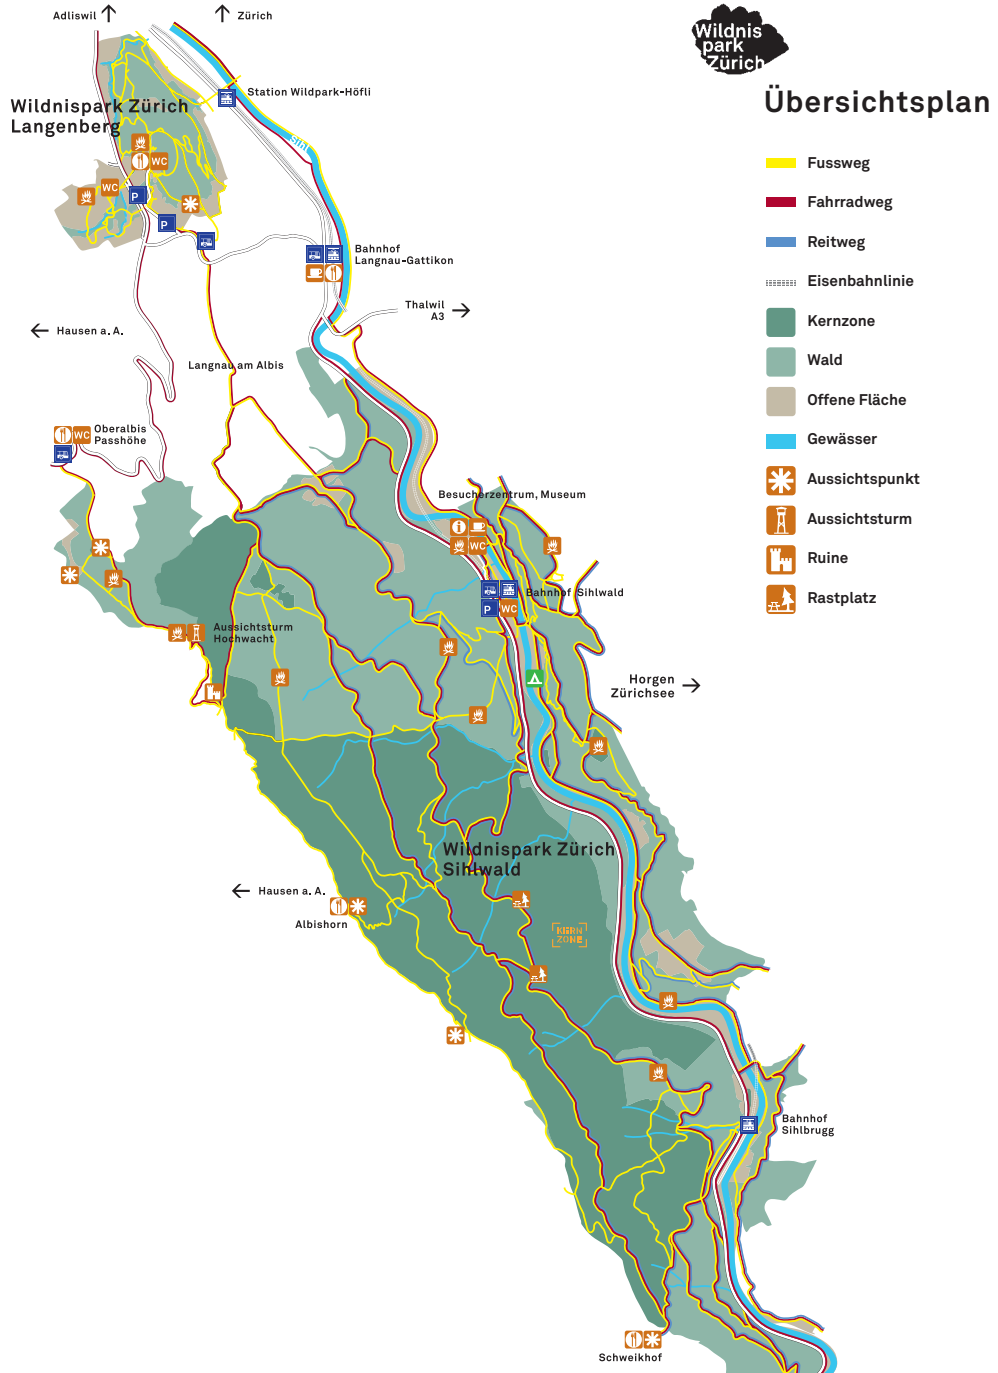 Adliswil
Zürich
Wildnis
park
Zürich
Übersichtsplan
Station Wildpark-Höfli
Wildnispark Zürich
Langenberg
Sihl
WC
WC
P
P
Bahnhof
Langnau-Gattikon
Thalwil
A3
Hausen a. A.
Langnau am Albis
Oberalbis
Passhöhe
WC
Besucherzentrum, Museum
i
WC
Bahnhof Sihlwald
P
WC
Aussichtsturm
Hochwacht
Horgen
Zürichsee
Wildnispark Zürich
Sihlwald
Hausen a. A.
Albishorn
KERN
ZONE
Bahnhof
Sihlbrugg
Schweikhof
Fussweg
Fahrradweg
Reitweg
Eisenbahnlinie
Kernzone
Wald
Offene Fläche
Gewässer
Aussichtspunkt
Aussichtsturm
Ruine
Rastplatz